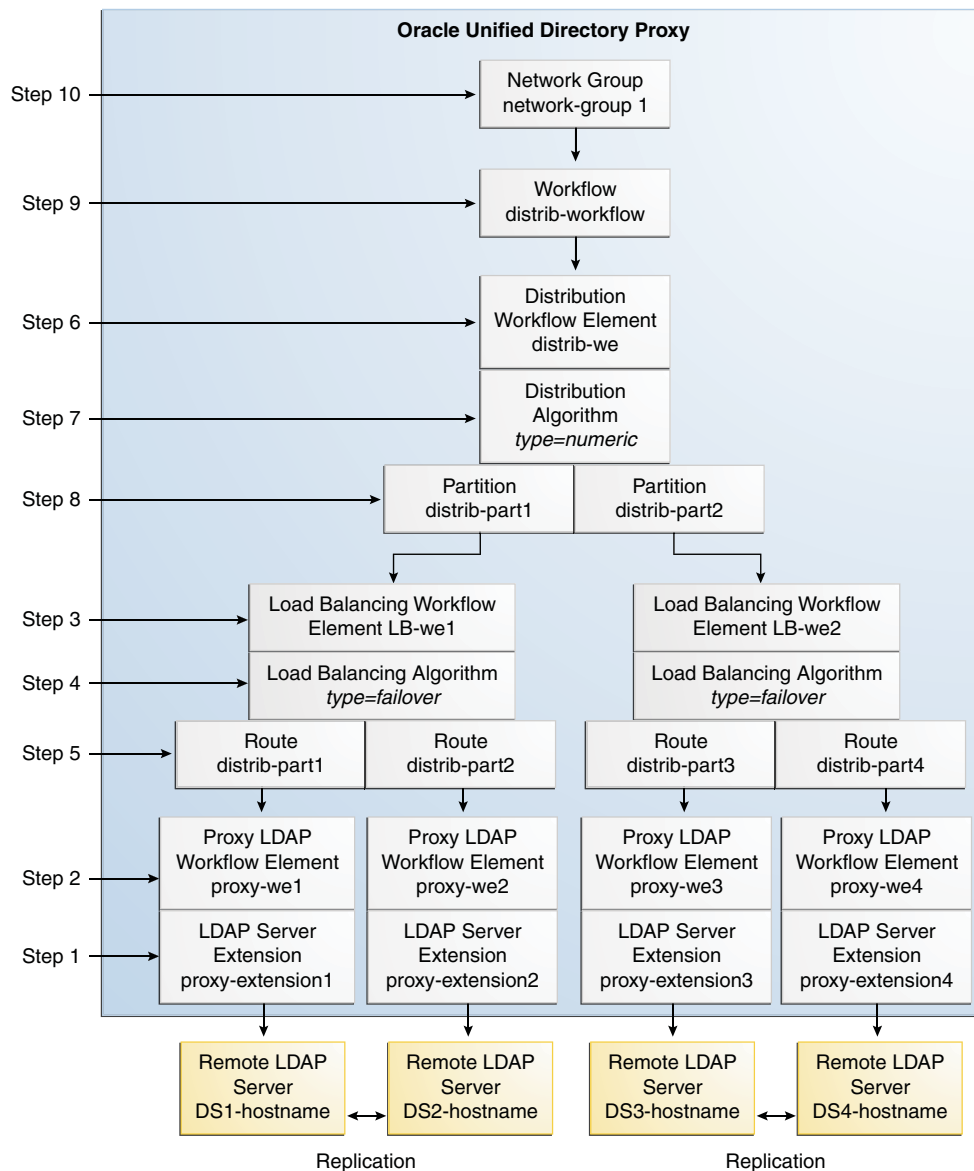 Oracle Unified Directory Proxy
Step 10
Network Group
network-group 1
Step 9
Workflow
distrib-workflow
Step 6
Distribution
Workflow Element
distrib-we
Step 7
Distribution
Algorithm
type=numeric
Step 8
Partition
distrib-part1
Partition
distrib-part2
Step 3
Load Balancing Workflow
Element LB-we1
Load Balancing Workflow
Element LB-we2
Step 4
Load Balancing Algorithm
type=failover
Load Balancing Algorithm
type=failover
Step 5
Route
distrib-part1
Route
distrib-part2
Route
distrib-part3
Route
distrib-part4
Step 2
Proxy LDAP
Workflow Element
proxy-we1
Proxy LDAP
Workflow Element
proxy-we2
Proxy LDAP
Workflow Element
proxy-we3
Proxy LDAP
Workflow Element
proxy-we4
Step 1
LDAP Server
Extension
proxy-extension1
LDAP Server
Extension
proxy-extension2
LDAP Server
Extension
proxy-extension3
LDAP Server
Extension
proxy-extension4
Remote LDAP
Server
DS1-hostname
Remote LDAP
Server
DS2-hostname
Remote LDAP
Server
DS3-hostname
Remote LDAP
Server
DS4-hostname
Replication
Replication